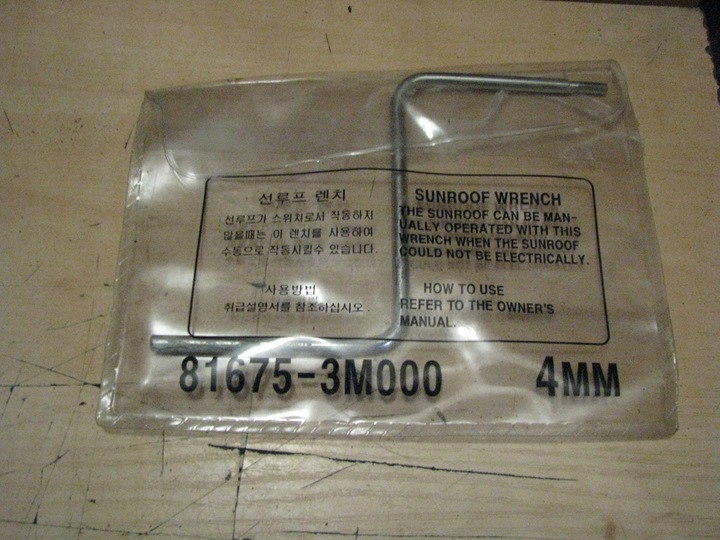 선루프 렌치
선루프가 스위치로서 작동하지
않을때는 이 렌치를 사용하여
수동으로 작동시킬수 있습니다.
사용방법
취급설명서를 참조하십시오.
SUNROOF WRENCH
THE SUNROOF CAN BE MAN-
UALLY OPERATED WITH THIS
WRENCH WHEN THE SUNROOF
COULD NOT BE ELECTRICALLY.
HOW TO USE
REFER TO THE OWNER'S
MANUAL.
81675-3M000 4MM